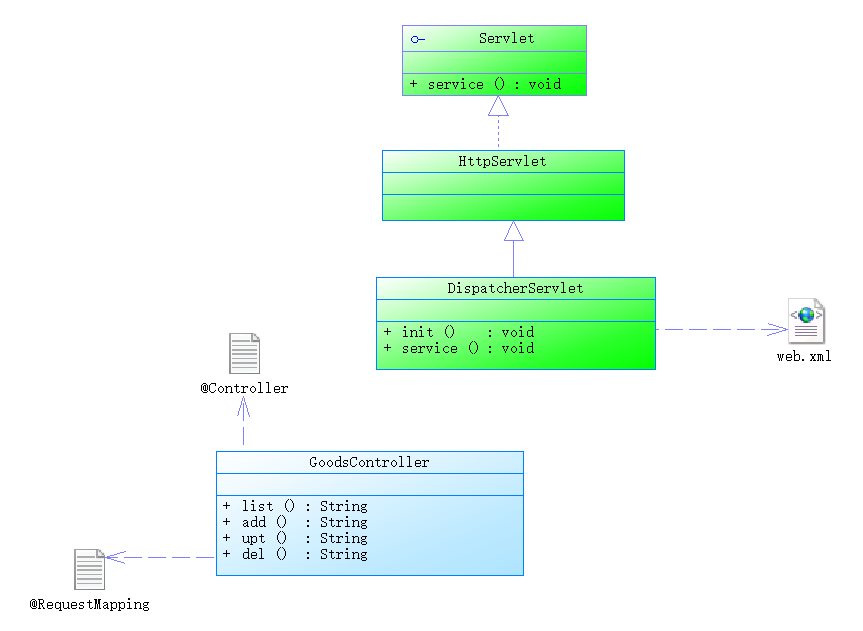 Servlet
+ service () : void
HttpServlet
DispatcherServlet
+ init () : void
+ service () : void
web.xml
@Controller
GoodsController
+ list () : String
+ add () : String
+ upt () : String
+ del () : String
@RequestMapping